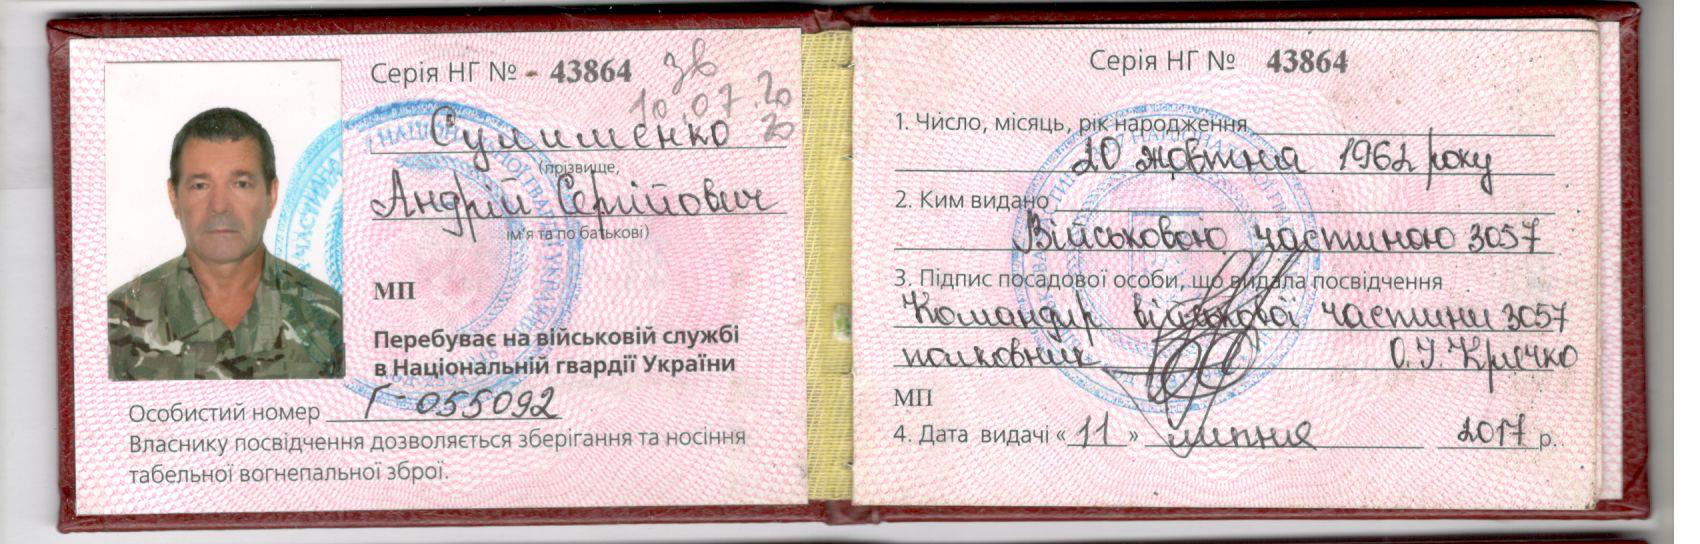 Серія НГ № - 43864
зв
10.07.20
20
Сулименко
(прізвище,
Андрій Сергійович
ім'я та по батькові)
МП
Перебуває на військовій службі
в Національній гвардії України
Особистий номер Г-055092
Власнику посвідчення дозволяється зберігання та носіння
табельної вогнепальної зброї.
Серія НГ № 43864
1. Число, місяць, рік народження
20 жовтня 1962 року
2. Ким видано
Військовою частиною 3057
3. Підпис посадової особи, що видала посвідчення
Командир військової частини 3057
полковник О.І.Кричко
МП
4. Дата видачі « 11 » липня 2017 р.